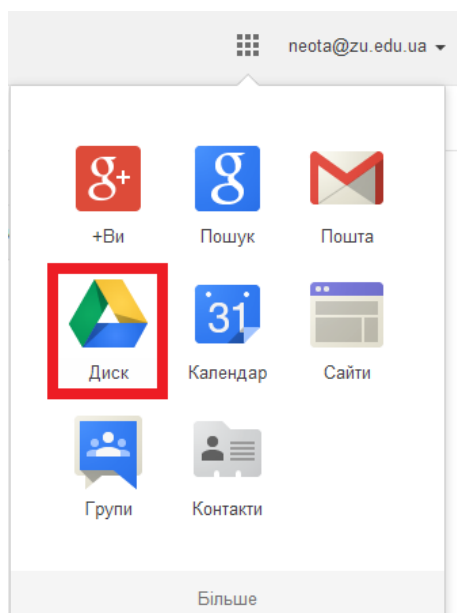 neota@zu.edu.ua
g+
g
+Ви
Пошук
Пошта
31
Диск
Календар
Сайти
Групи
Контакти
Більше